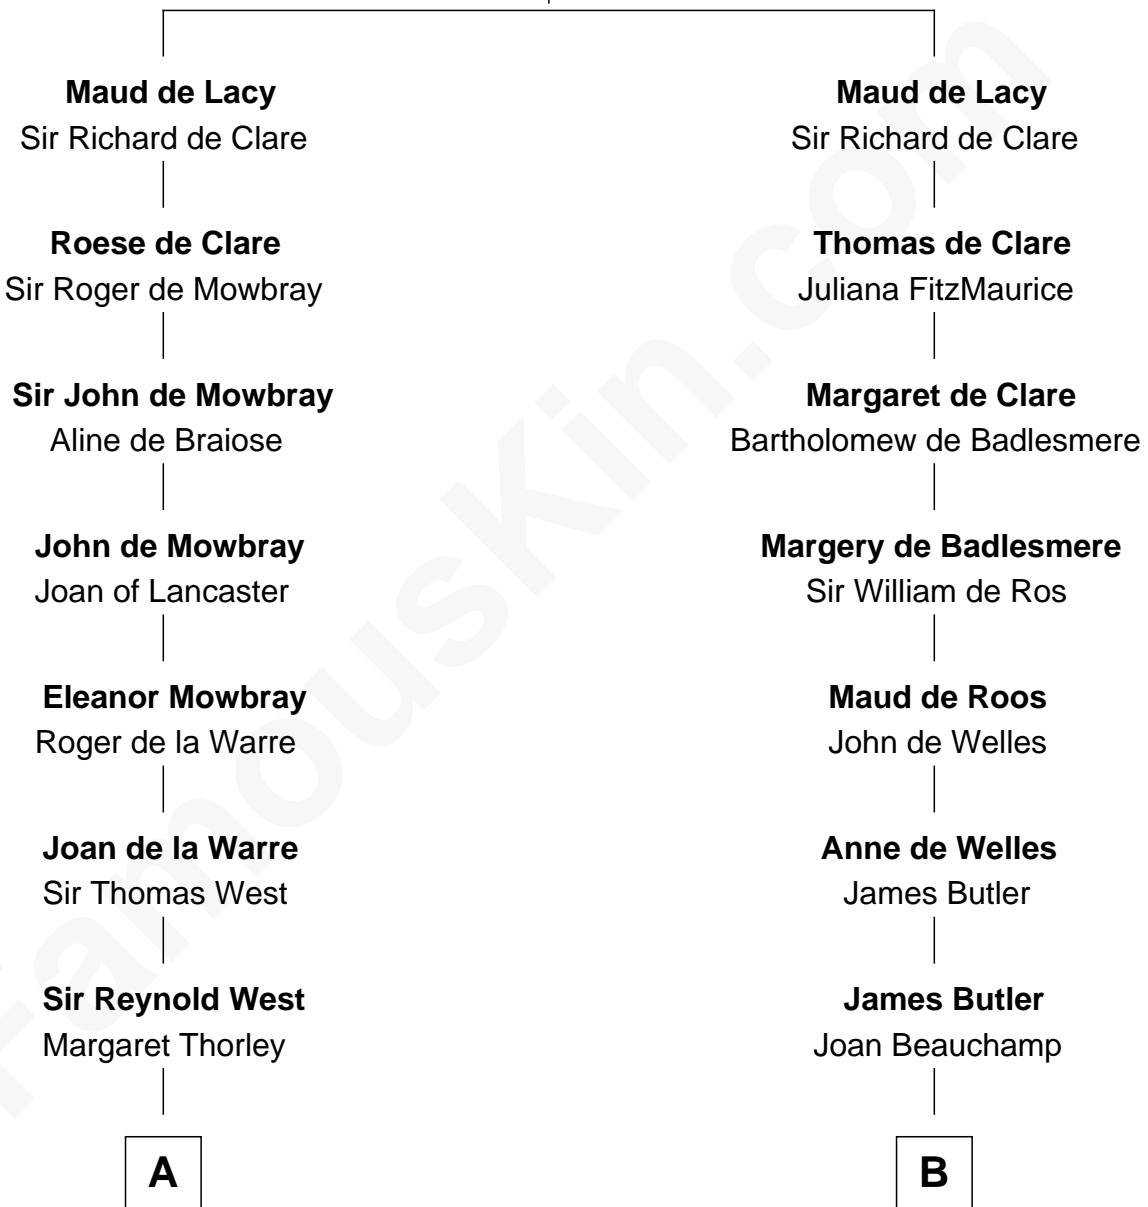 Maud de Lacy
Sir Richard de Clare
Roese de Clare
Sir Roger de Mowbray
Sir John de Mowbray
Aline de Braiose
John de Mowbray
Joan of Lancaster
Eleanor Mowbray
Roger de la Warre
Joan de la Warre
Sir Thomas West
Sir Reynold West
Margaret Thorley
A
Maud de Lacy
Sir Richard de Clare
Thomas de Clare
Juliana FitzMaurice
Margaret de Clare
Bartholomew de Badlesmere
Margery de Badlesmere
Sir William de Ros
Maud de Roos
John de Welles
Anne de Welles
James Butler
James Butler
Joan Beauchamp
B
FamousKin.com